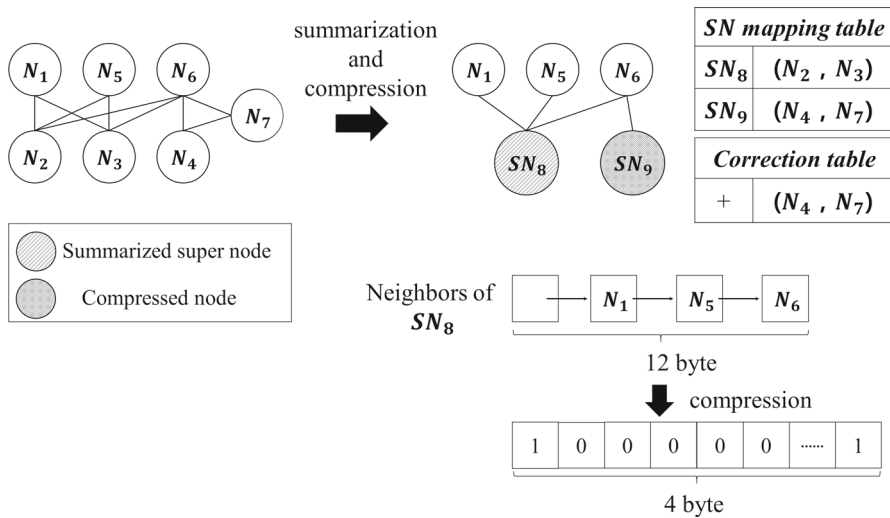 N1 N5 N6
N7
N2 N3 N4
summarization
and
compression
N1 N5 N6
SN8 SN9
SN mapping table
SN8 (N2 , N3)
SN9 (N4 , N7)
Correction table
+ (N4 , N7)
Summarized super node
Compressed node
Neighbors of
SN8
N1 N5 N6
12 byte
compression
1 0 0 0 0 0 ...... 1
4 byte